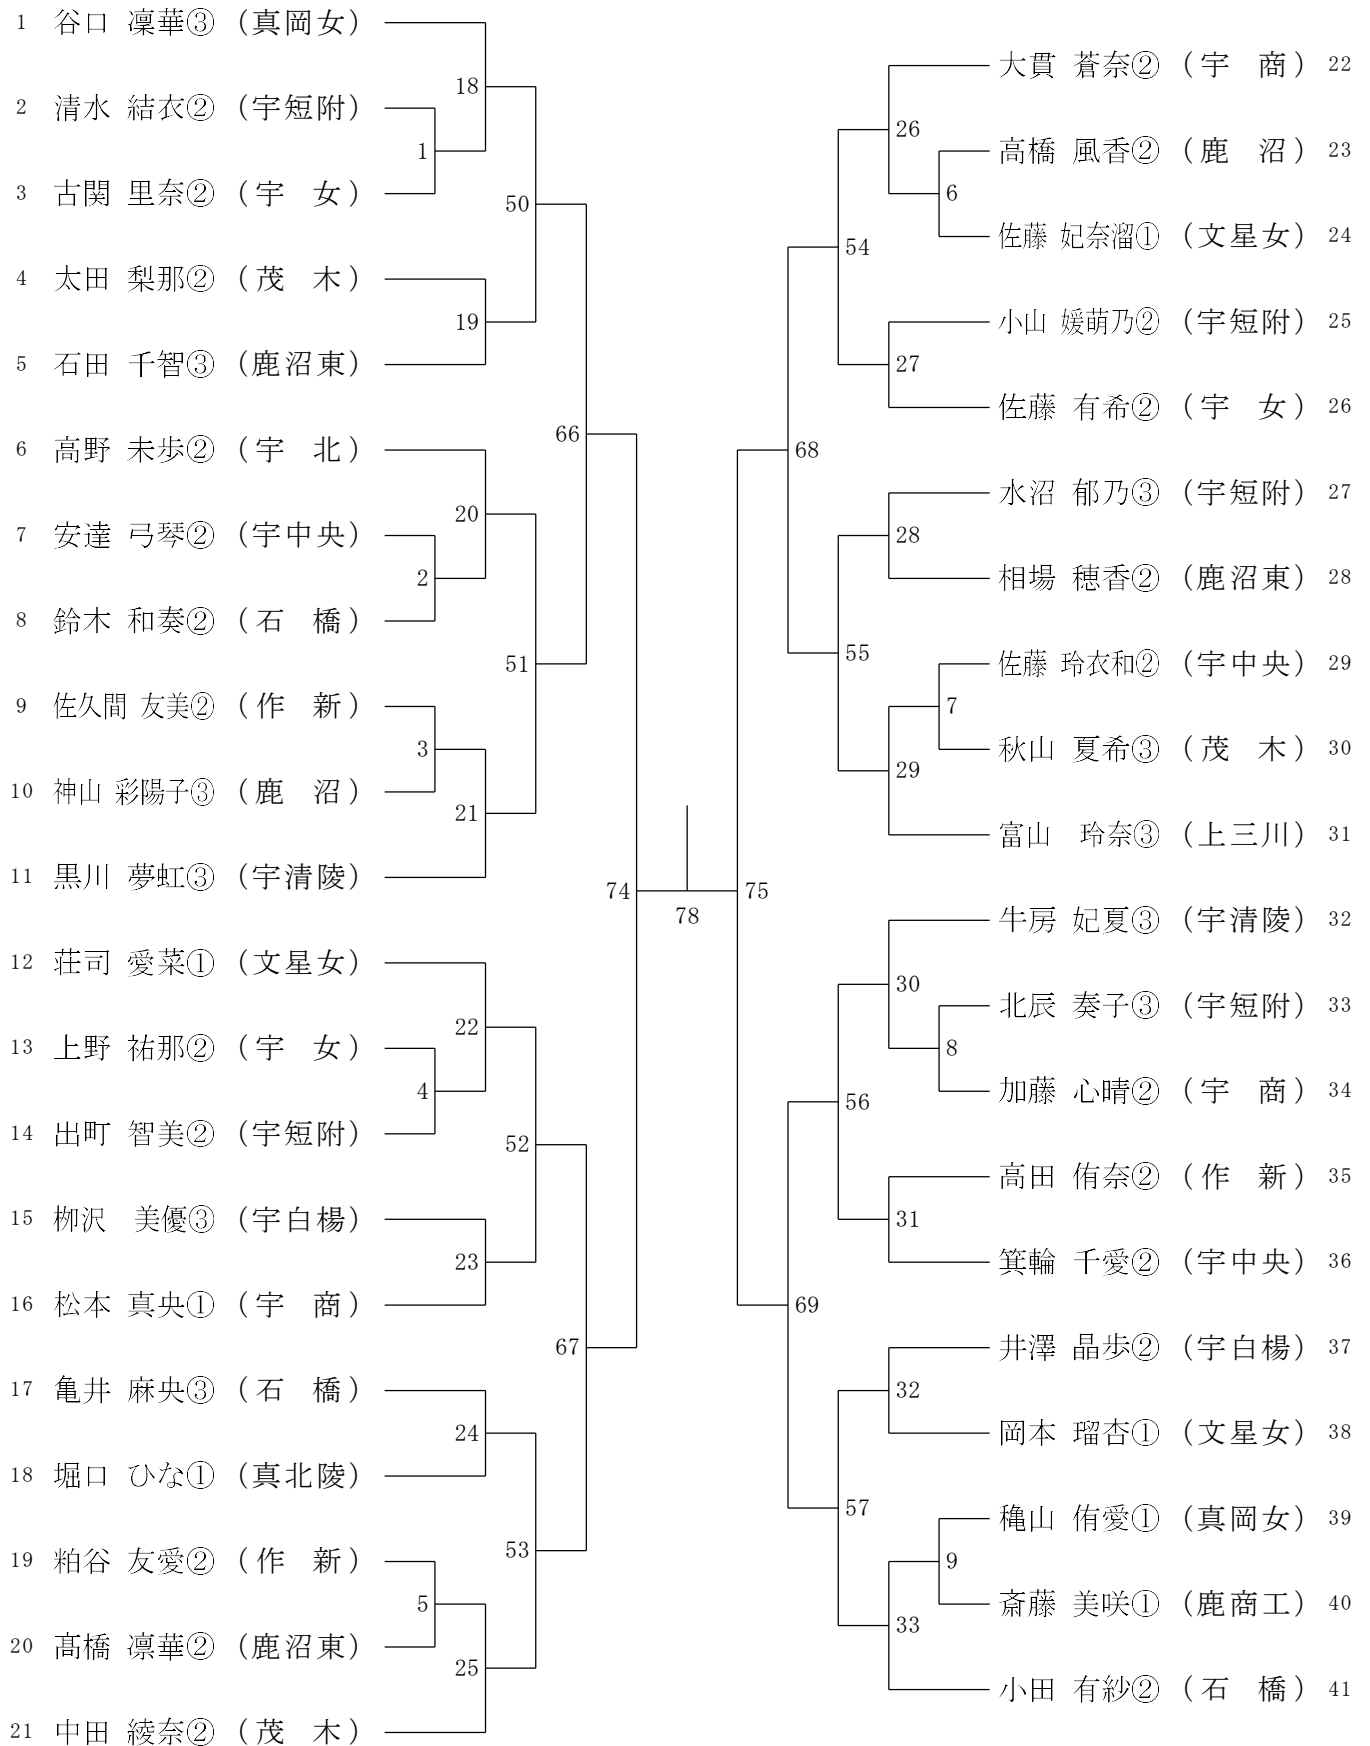 1 谷口 凜華③ (真岡女)
18
2 清水 結衣② (宇短附)
1
3 古関 里奈② (宇 女)
50
4 太田 梨那② (茂 木)
19
5 石田 千智③ (鹿沼東)
66
6 高野 未歩② (宇 北)
20
7 安達 弓琴② (宇中央)
2
8 鈴木 和奏② (石 橋)
51
9 佐久間 友美② (作 新)
3
10 神山 彩陽子③ (鹿 沼)
21
11 黒川 夢虹③ (宇清陵)
74
12 荘司 愛菜① (文星女)
22
13 上野 祐那② (宇 女)
4
14 出町 智美② (宇短附)
52
15 栁沢 美優③ (宇白楊)
23
16 松本 真央① (宇 商)
67
17 亀井 麻央③ (石 橋)
24
18 堀口 ひな① (真北陵)
53
19 粕谷 友愛② (作 新)
5
20 髙橋 凛華② (鹿沼東)
25
21 中田 綾奈② (茂 木)
78
大貫 蒼奈② (宇 商) 22
26
高橋 風香② (鹿 沼) 23
6
佐藤 妃奈溜① (文星女) 24
54
小山 媛萌乃② (宇短附) 25
27
佐藤 有希② (宇 女) 26
68
水沼 郁乃③ (宇短附) 27
28
相場 穂香② (鹿沼東) 28
55
佐藤 玲衣和② (宇中央) 29
7
秋山 夏希③ (茂 木) 30
29
富山 玲奈③ (上三川) 31
75
牛房 妃夏③ (宇清陵) 32
30
北辰 奏子③ (宇短附) 33
8
加藤 心晴② (宇 商) 34
56
高田 侑奈② (作 新) 35
31
箕輪 千愛② (宇中央) 36
69
井澤 晶歩② (宇白楊) 37
32
岡本 瑠杏① (文星女) 38
57
穐山 侑愛① (真岡女) 39
9
斎藤 美咲① (鹿商工) 40
33
小田 有紗② (石 橋) 41